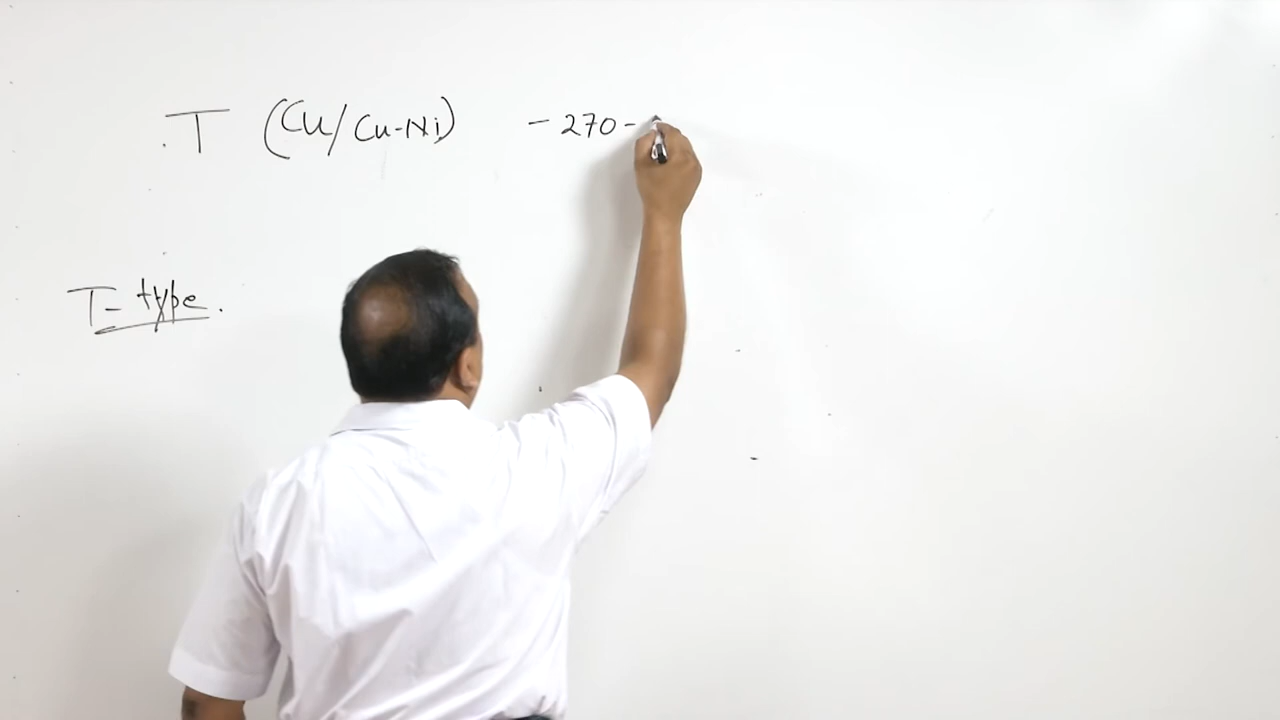 T (Cu/Cu-Ni) - 270 -
T- type.